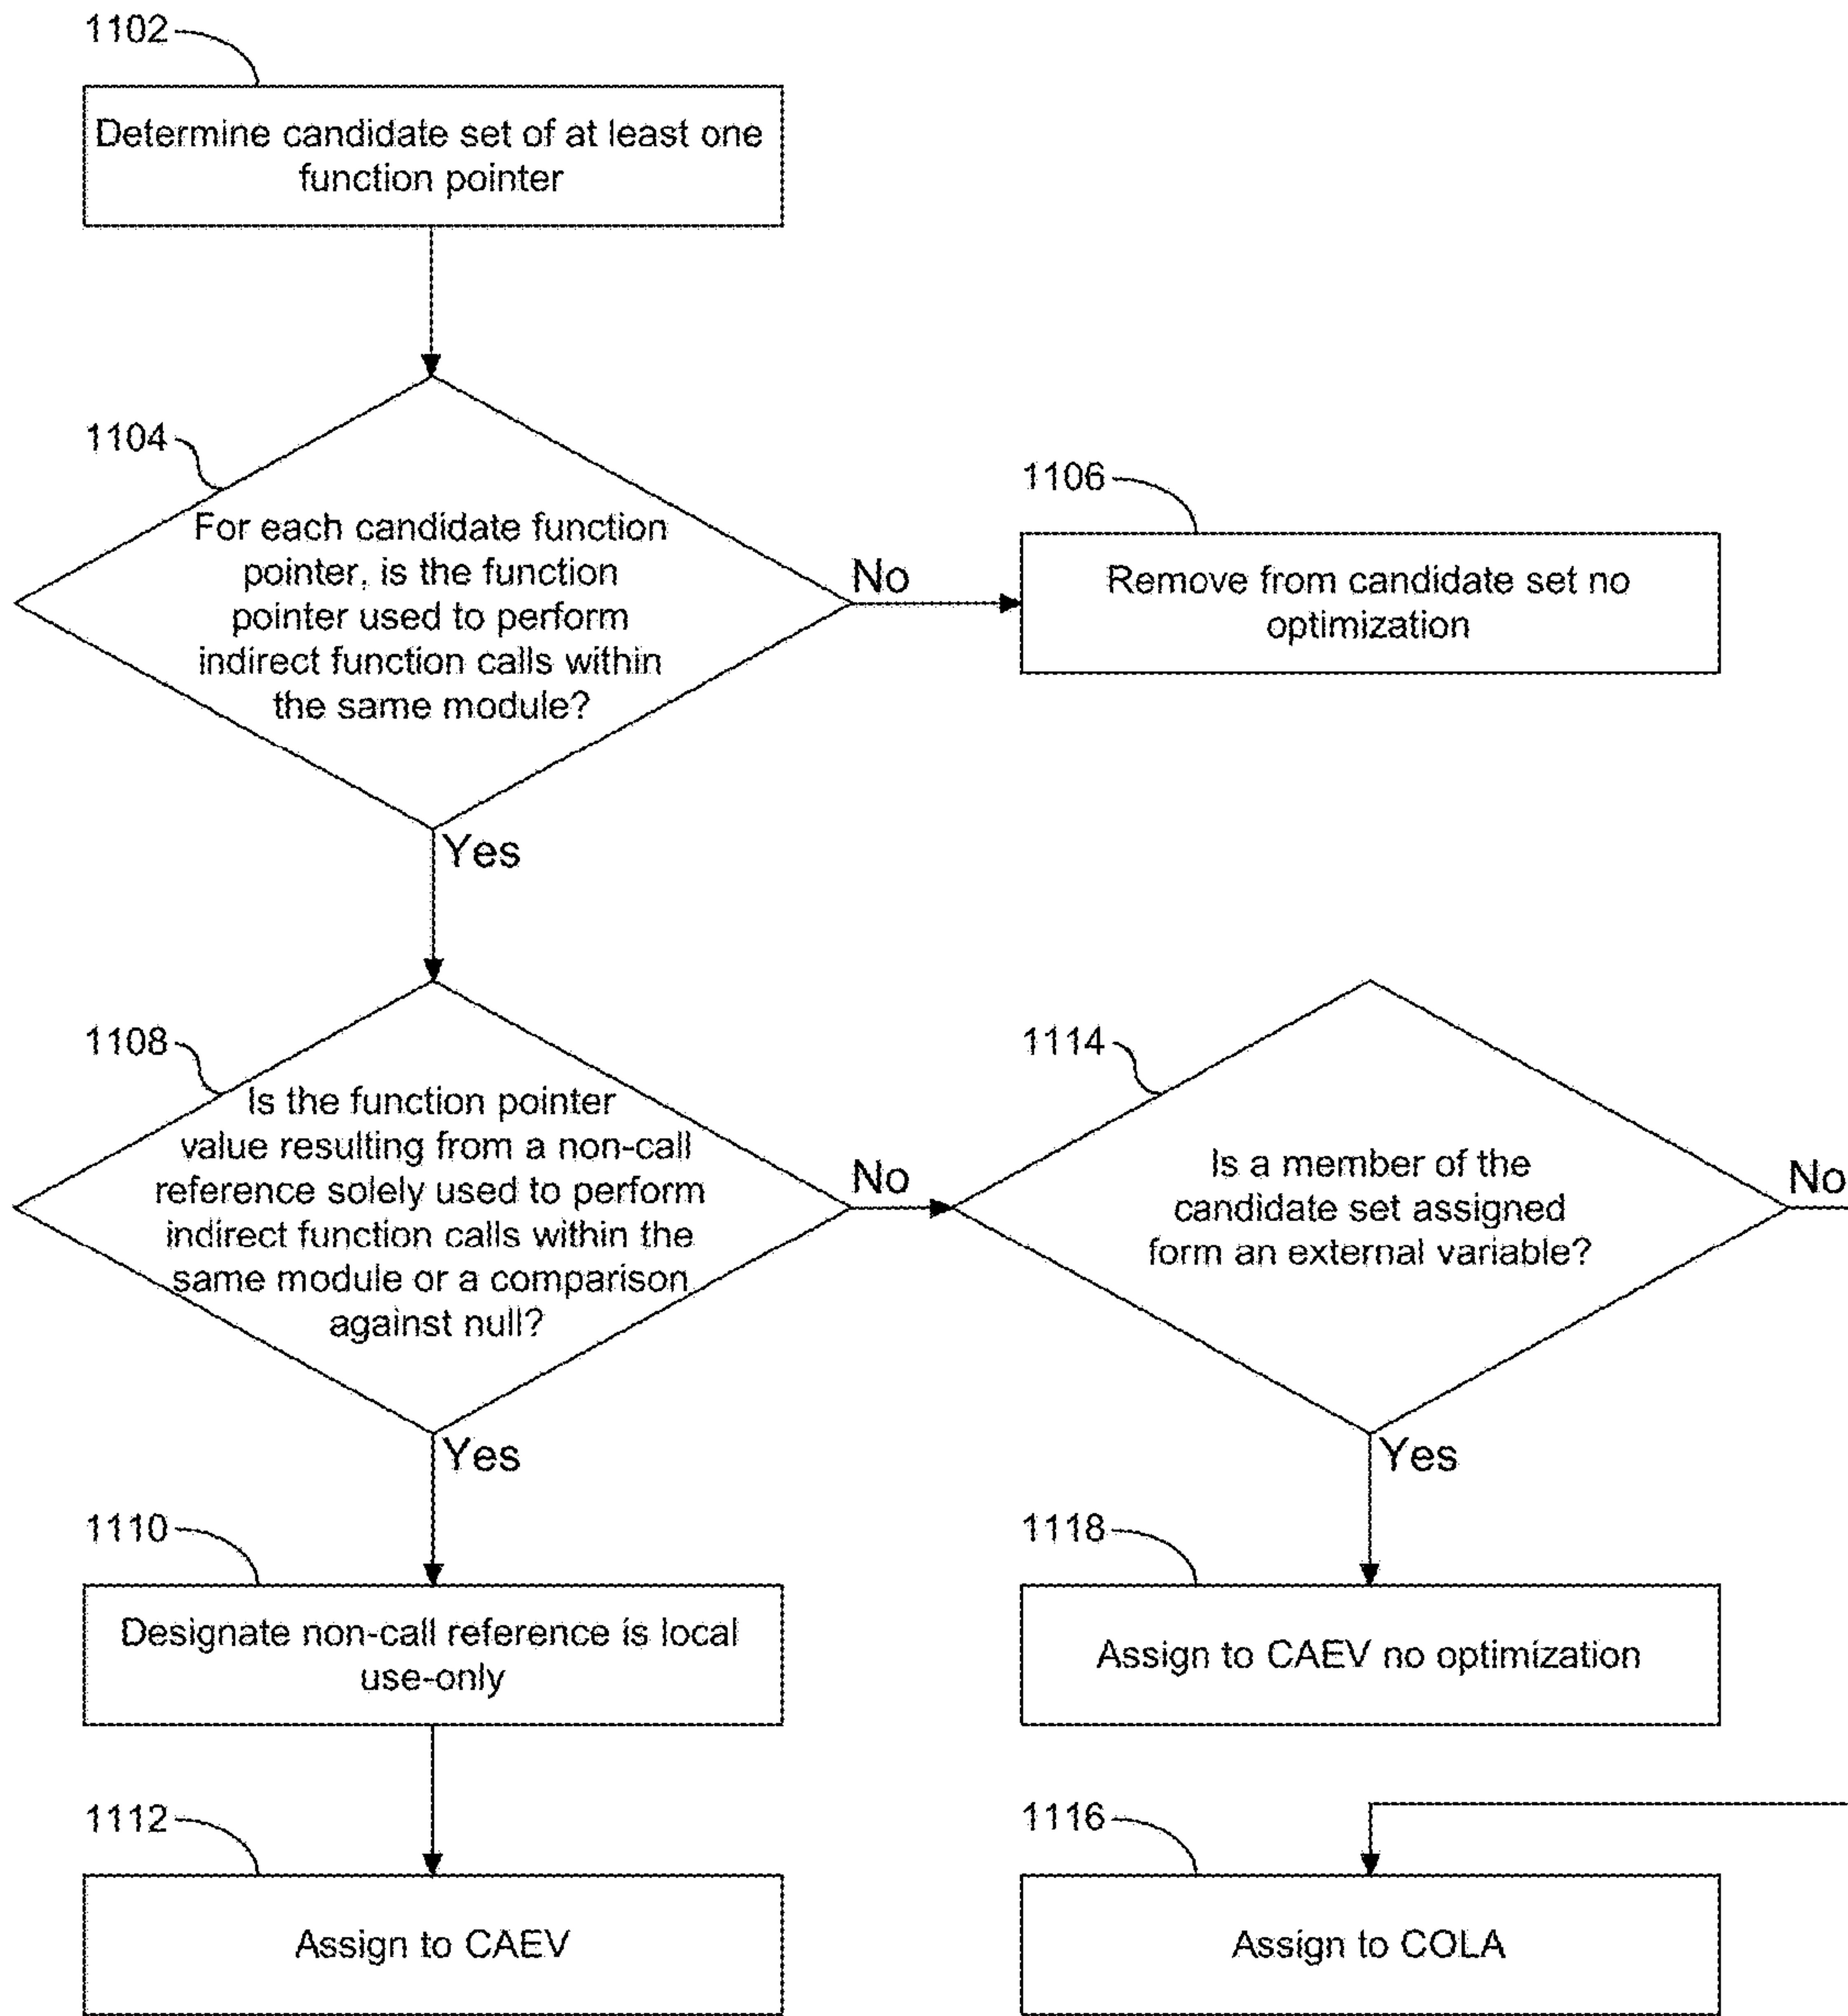 1102
Determine candidate set of at least one
function pointer
1104
For each candidate function
pointer, is the function
pointer used to perform
indirect function calls within
the same module?
No
1106
Remove from candidate set no
optimization
Yes
1108
Is the function pointer
value resulting from a non-call
reference solely used to perform
indirect function calls within the
same module or a comparison
against null?
No
1114
Is a member of the
candidate set assigned
form an external variable?
No
Yes
Yes
1110
Designate non-call reference is local
use-only
1118
Assign to CAEV no optimization
1112
Assign to CAEV
1116
Assign to COLA